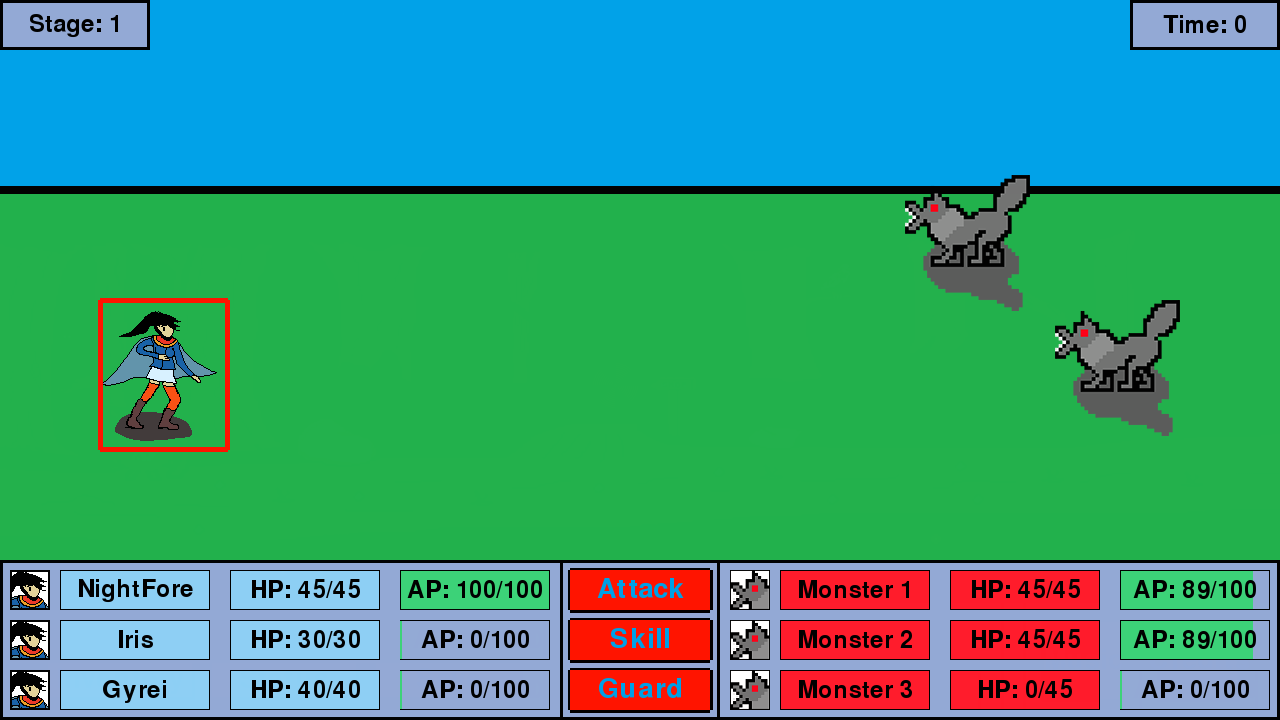 Stage: 1
Time: 0
NightFore HP: 45/45 AP: 100/100 Attack Monster 1 HP: 45/45 AP: 89/100
Iris HP: 30/30 AP: 0/100 Skill Monster 2 HP: 45/45 AP: 89/100
Gyrei HP: 40/40 AP: 0/100 Guard Monster 3 HP: 0/45 AP: 0/100